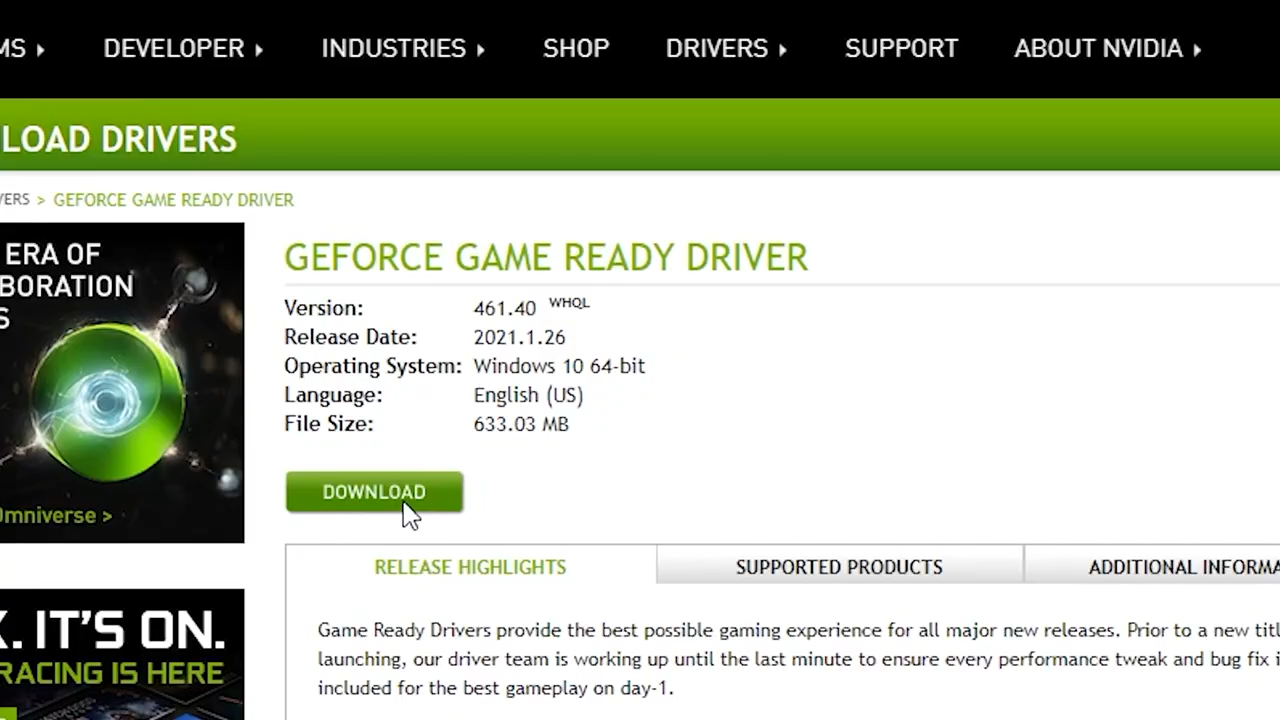 MS
DEVELOPER
INDUSTRIES
SHOP
DRIVERS
SUPPORT
ABOUT NVIDIA
LOAD DRIVERS
VERS > GEFORCE GAME READY DRIVER
ERA OF
BORATION
S
Omniverse >
X. IT'S ON.
RACING IS HERE
GEFORCE GAME READY DRIVER
Version: 461.40 WHQL
Release Date: 2021.1.26
Operating System: Windows 10 64-bit
Language: English (US)
File Size: 633.03 MB
DOWNLOAD
RELEASE HIGHLIGHTS
SUPPORTED PRODUCTS
ADDITIONAL INFORMA
Game Ready Drivers provide the best possible gaming experience for all major new releases. Prior to a new titl
launching, our driver team is working up until the last minute to ensure every performance tweak and bug fix i
included for the best gameplay on day-1.